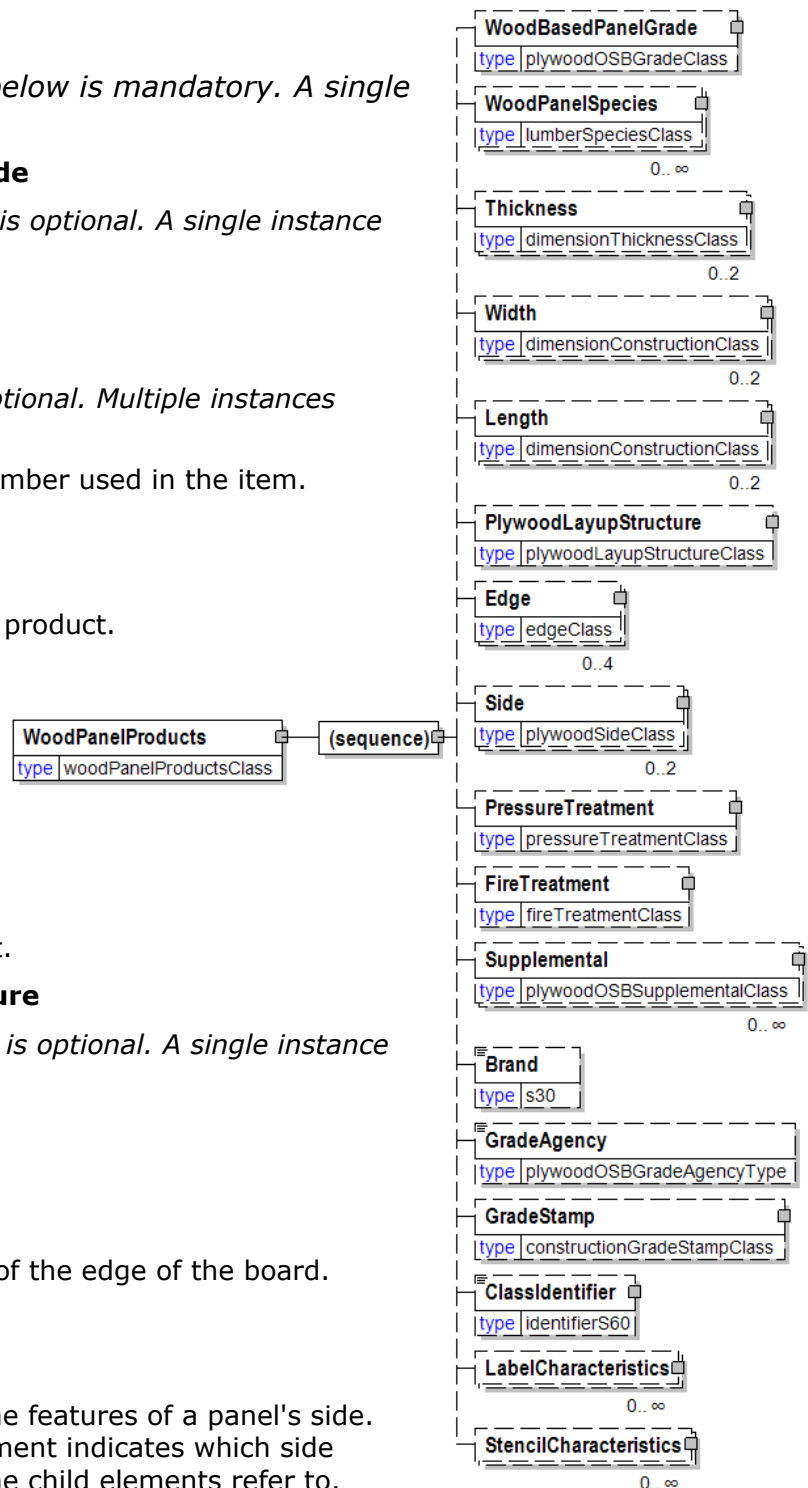 below is mandatory. A single
de
is optional. A single instance
ptional. Multiple instances
mber used in the item.
product.
t.
ure
is optional. A single instance
of the edge of the board.
he features of a panel's side.
ment indicates which side
he child elements refer to.
WoodPanelProducts
type woodPanelProductsClass
(sequence)
WoodBasedPanelGrade
type plywoodOSBGradeClass
WoodPanelSpecies
type lumberSpeciesClass
0.. ∞
Thickness
type dimensionThicknessClass
0..2
Width
type dimensionConstructionClass
0..2
Length
type dimensionConstructionClass
0..2
PlywoodLayupStructure
type plywoodLayupStructureClass
Edge
type edgeClass
0..4
Side
type plywoodSideClass
0..2
PressureTreatment
type pressureTreatmentClass
FireTreatment
type fireTreatmentClass
Supplemental
type plywoodOSBSupplementalClass
0.. ∞
Brand
type s30
GradeAgency
type plywoodOSBGradeAgencyType
GradeStamp
type constructionGradeStampClass
ClassIdentifier
type identifierS60
LabelCharacteristics
0.. ∞
StencilCharacteristics
0.. ∞